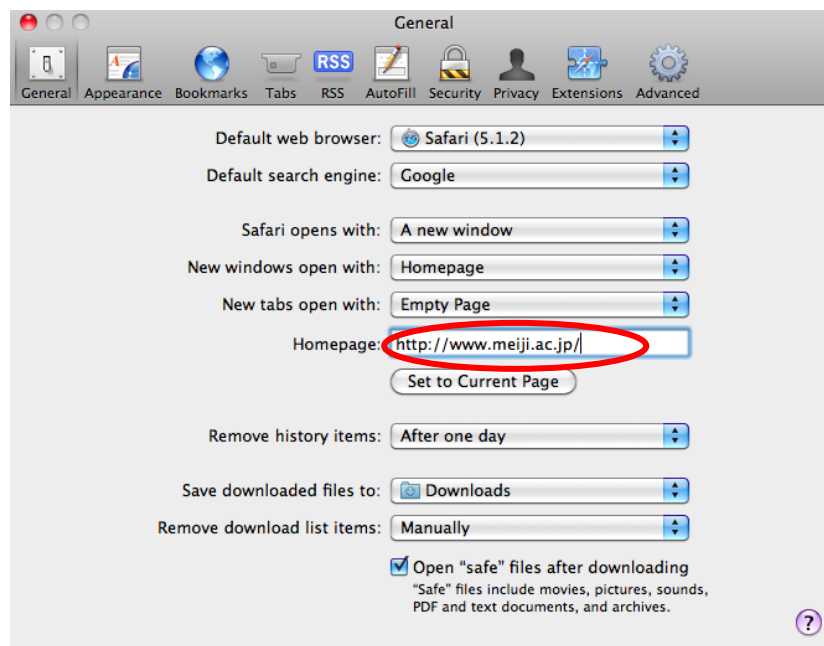 General
RSS
General Appearance Bookmarks Tabs RSS AutoFill Security Privacy Extensions Advanced
Default web browser: Safari (5.1.2)
Default search engine: Google
Safari opens with: A new window
New windows open with: Homepage
New tabs open with: Empty Page
Homepage: http://www.meiji.ac.jp/
Set to Current Page
Remove history items: After one day
Save downloaded files to: Downloads
Remove download list items: Manually
Open "safe" files after downloading
"Safe" files include movies, pictures, sounds,
PDF and text documents, and archives.
?